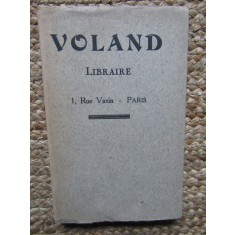 VOLAND
LIBRAIRE
1, Rue Vavin - PARIS